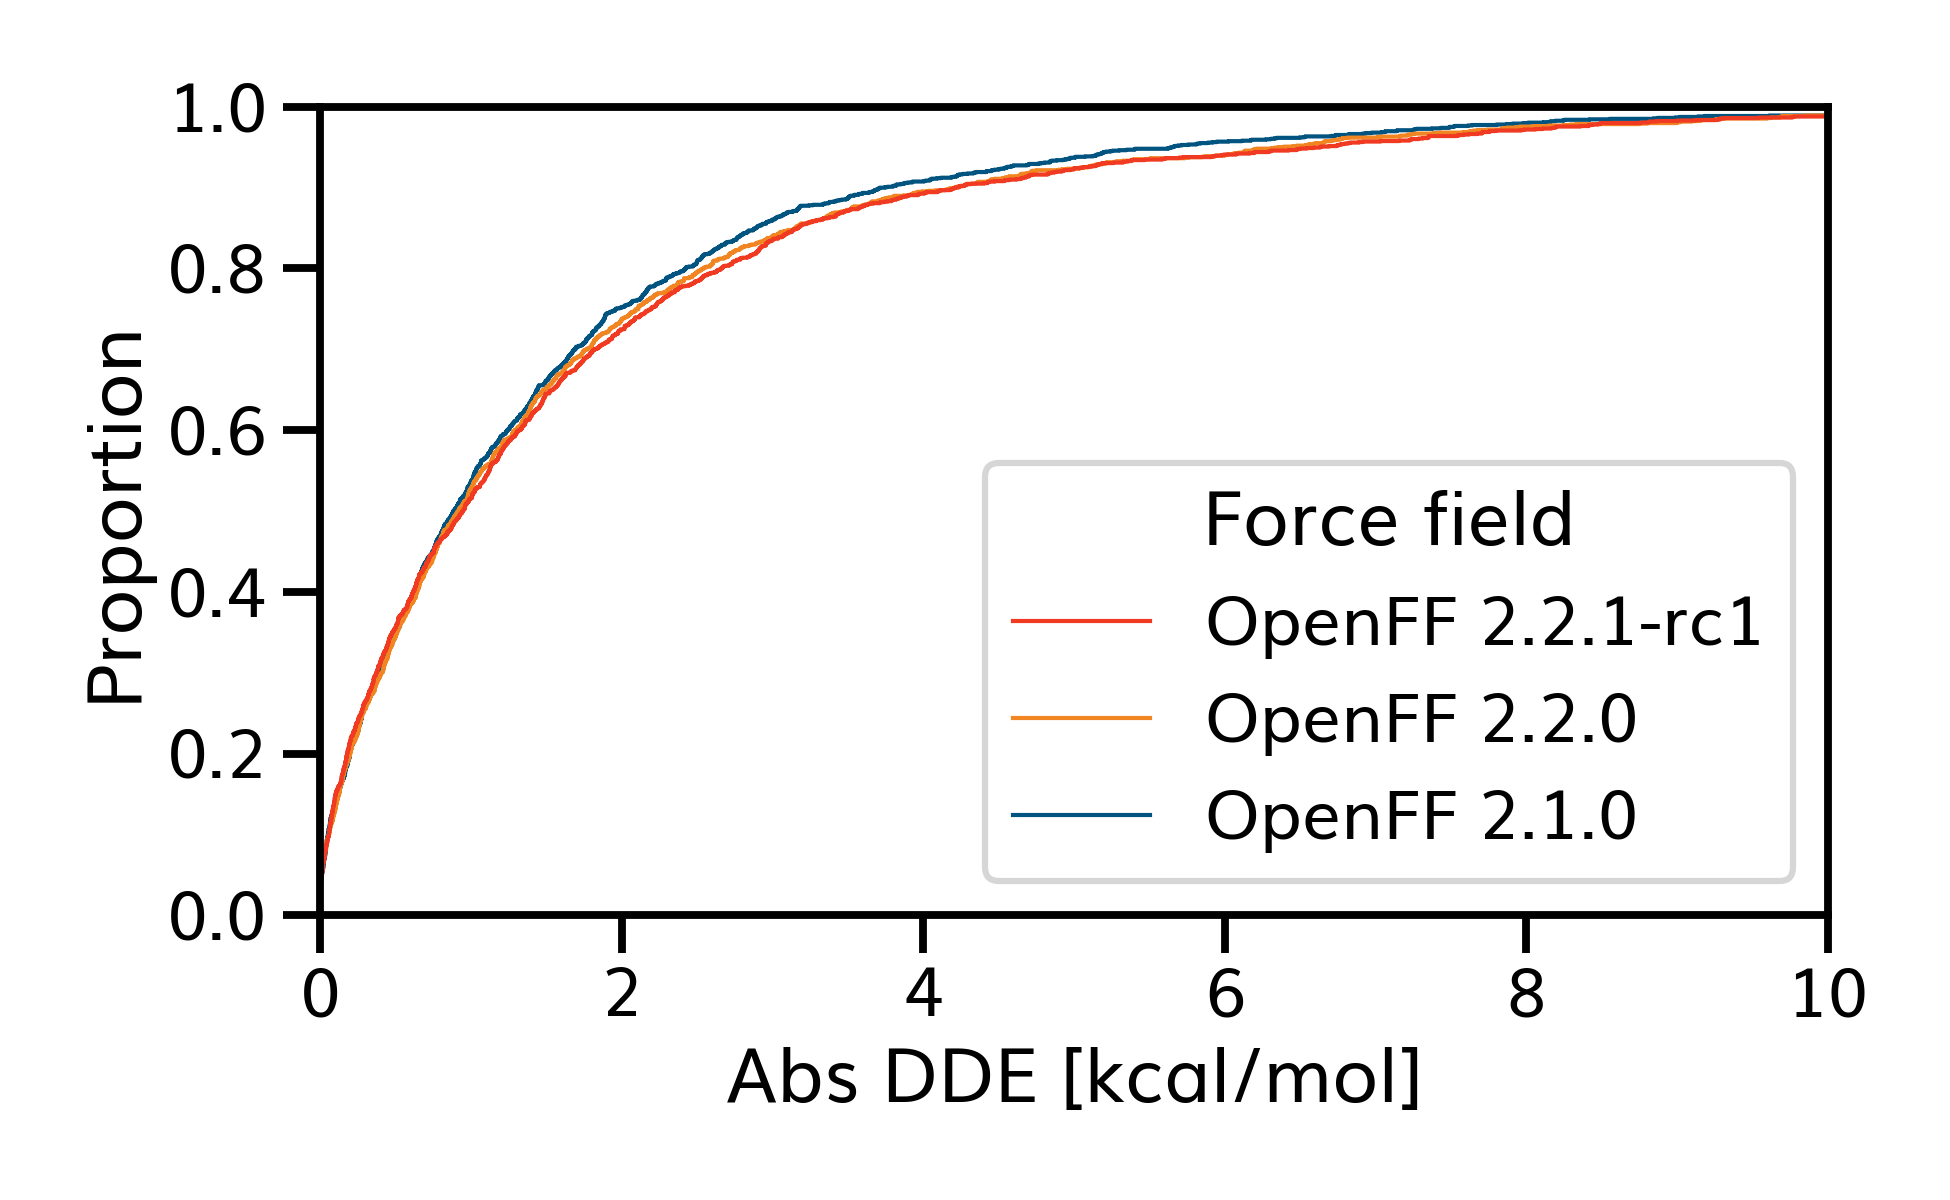 1.0
0.8
0.6
0.4
0.2
0.0
Proportion
0 2 4 6 8 10
Abs DDE [kcal/mol]
Force field
OpenFF 2.2.1-rc1
OpenFF 2.2.0
OpenFF 2.1.0